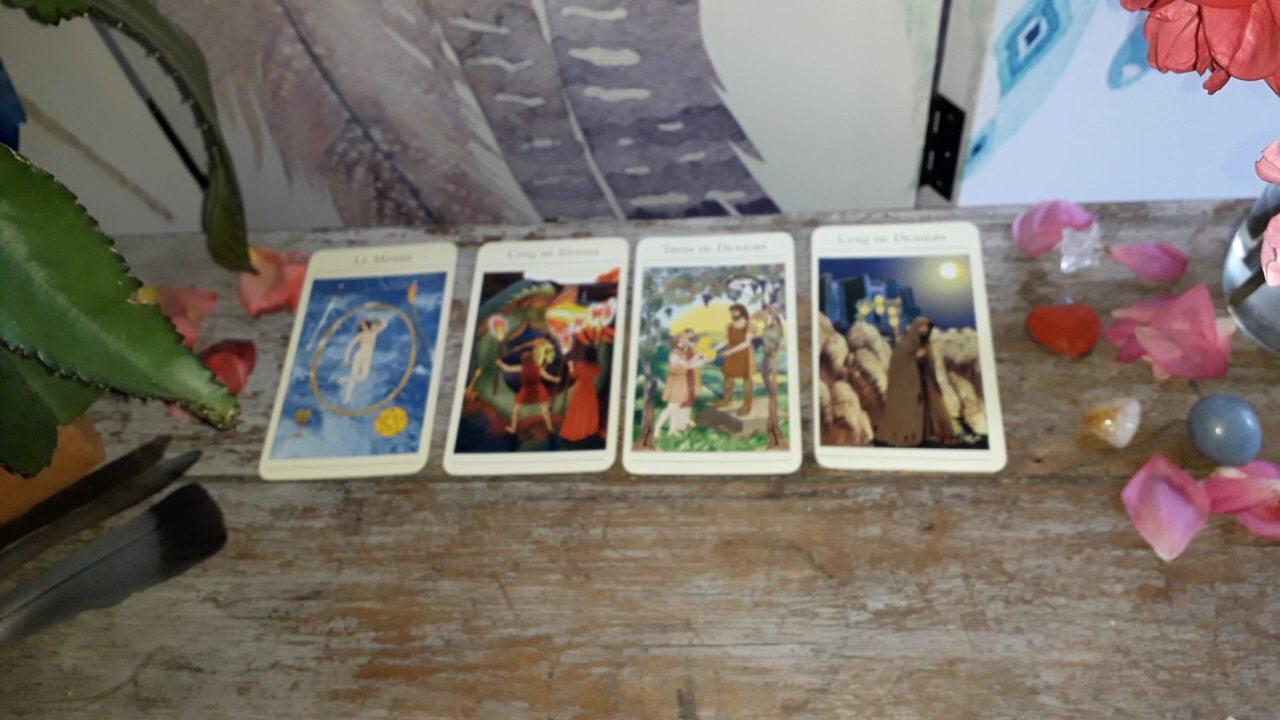 Le Monde
Cinq de Bâtons
Trois de Deniers
Cinq de Deniers